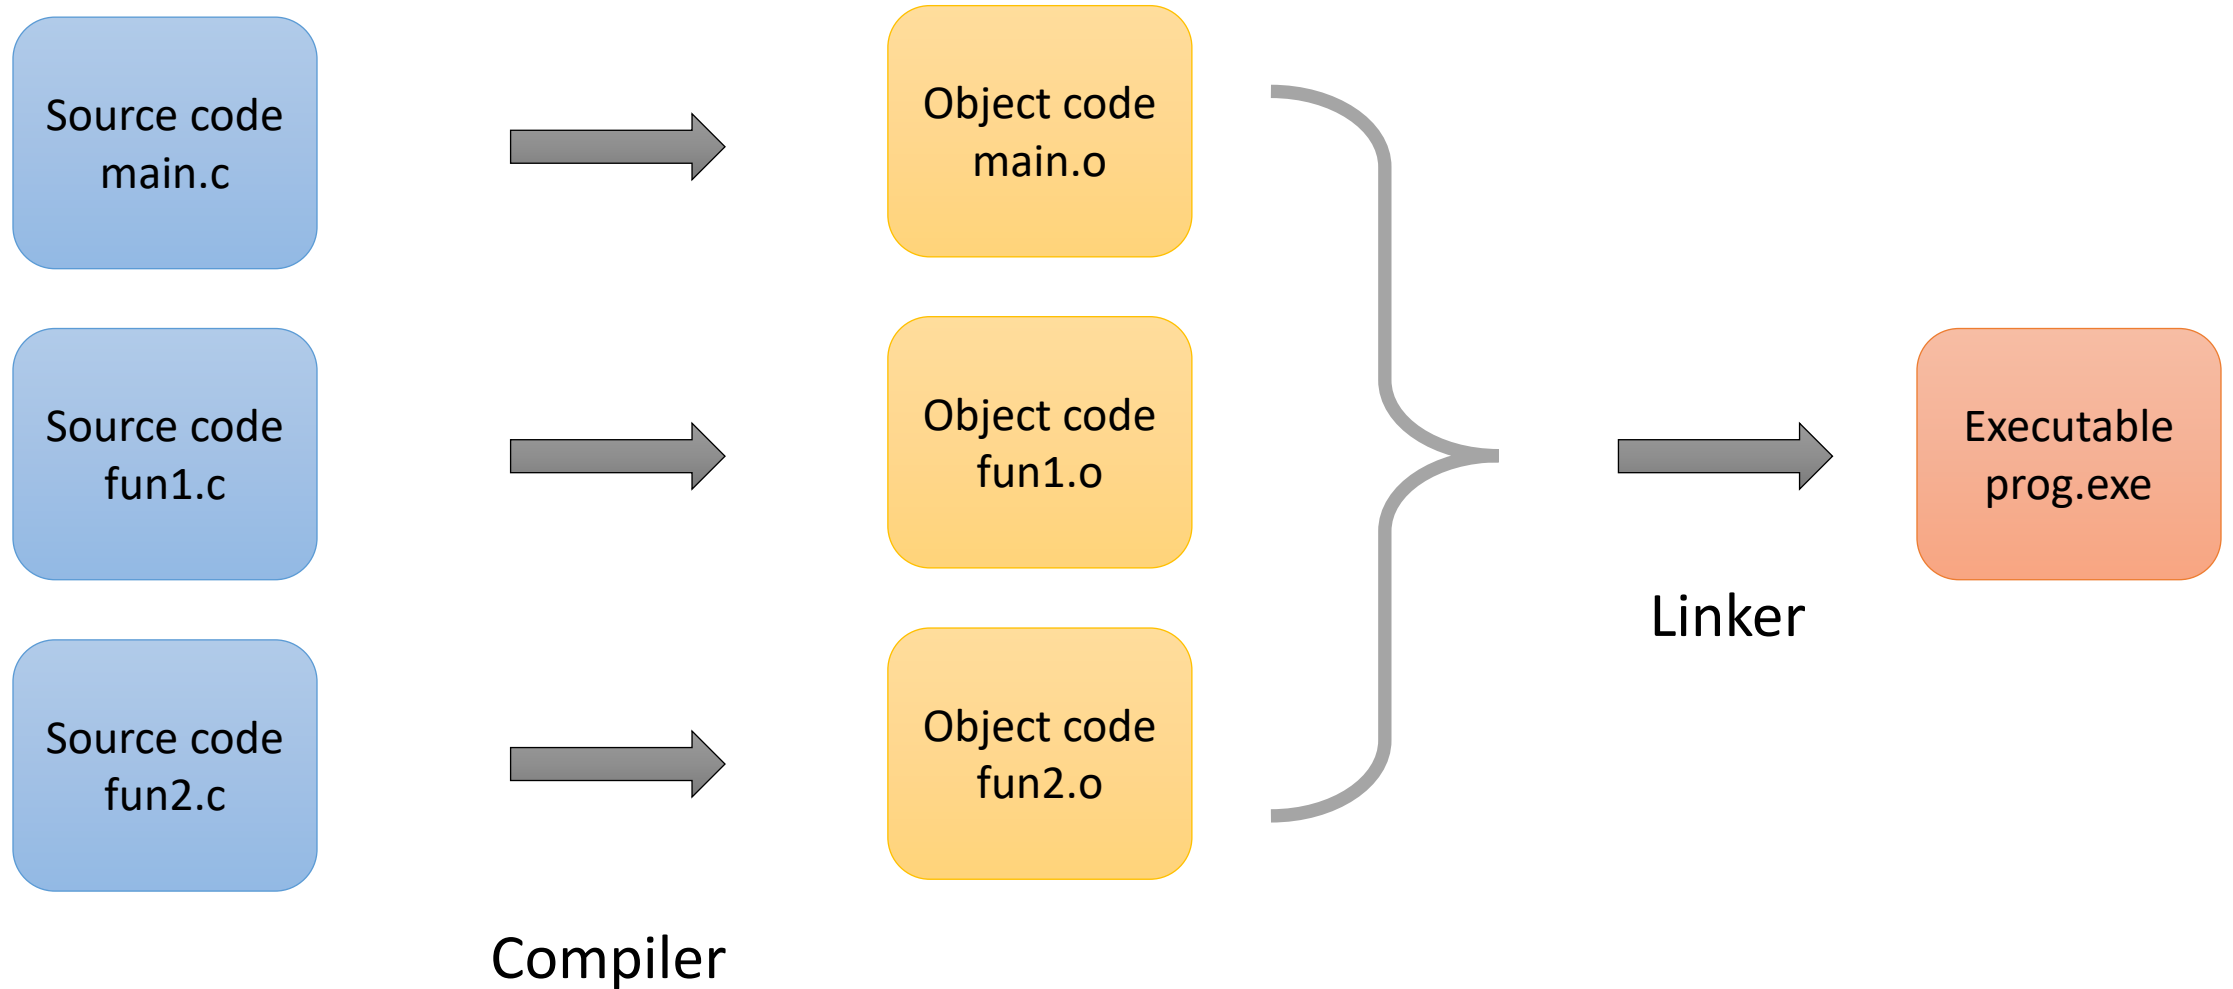 Source code
main.c
Object code
main.o
Source code
fun1.c
Object code
fun1.o
Executable
prog.exe
Linker
Source code
fun2.c
Object code
fun2.o
Compiler